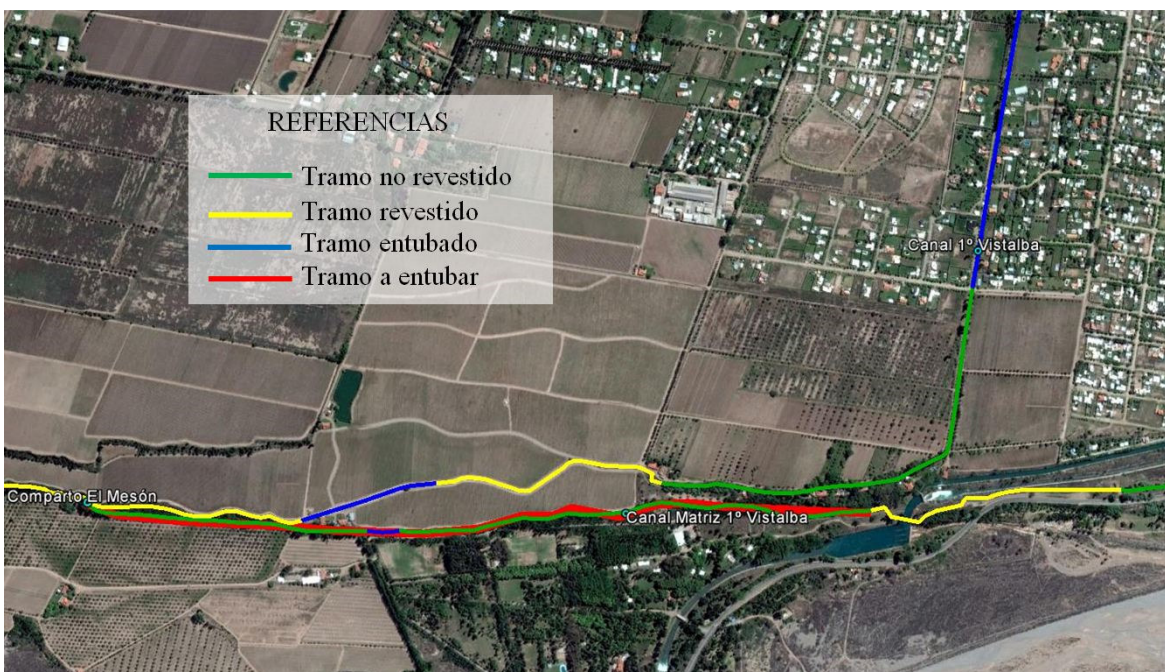 REFERENCIAS
Tramo no revestido
Tramo revestido
Tramo entubado
Tramo a entubar
Canal 1º Vistalba
Comparto El Mesón
Canal Matriz 1º Vistalba